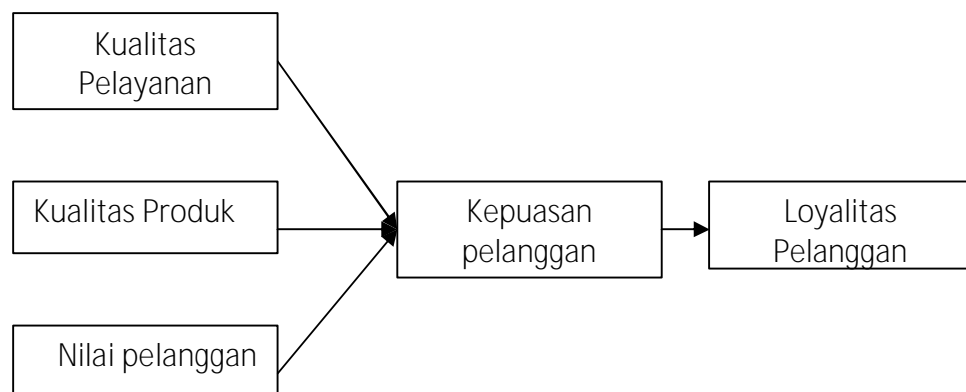 Kualitas
Pelayanan
Kualitas Produk
Kepuasan
pelanggan
Loyalitas
Pelanggan
Nilai pelanggan